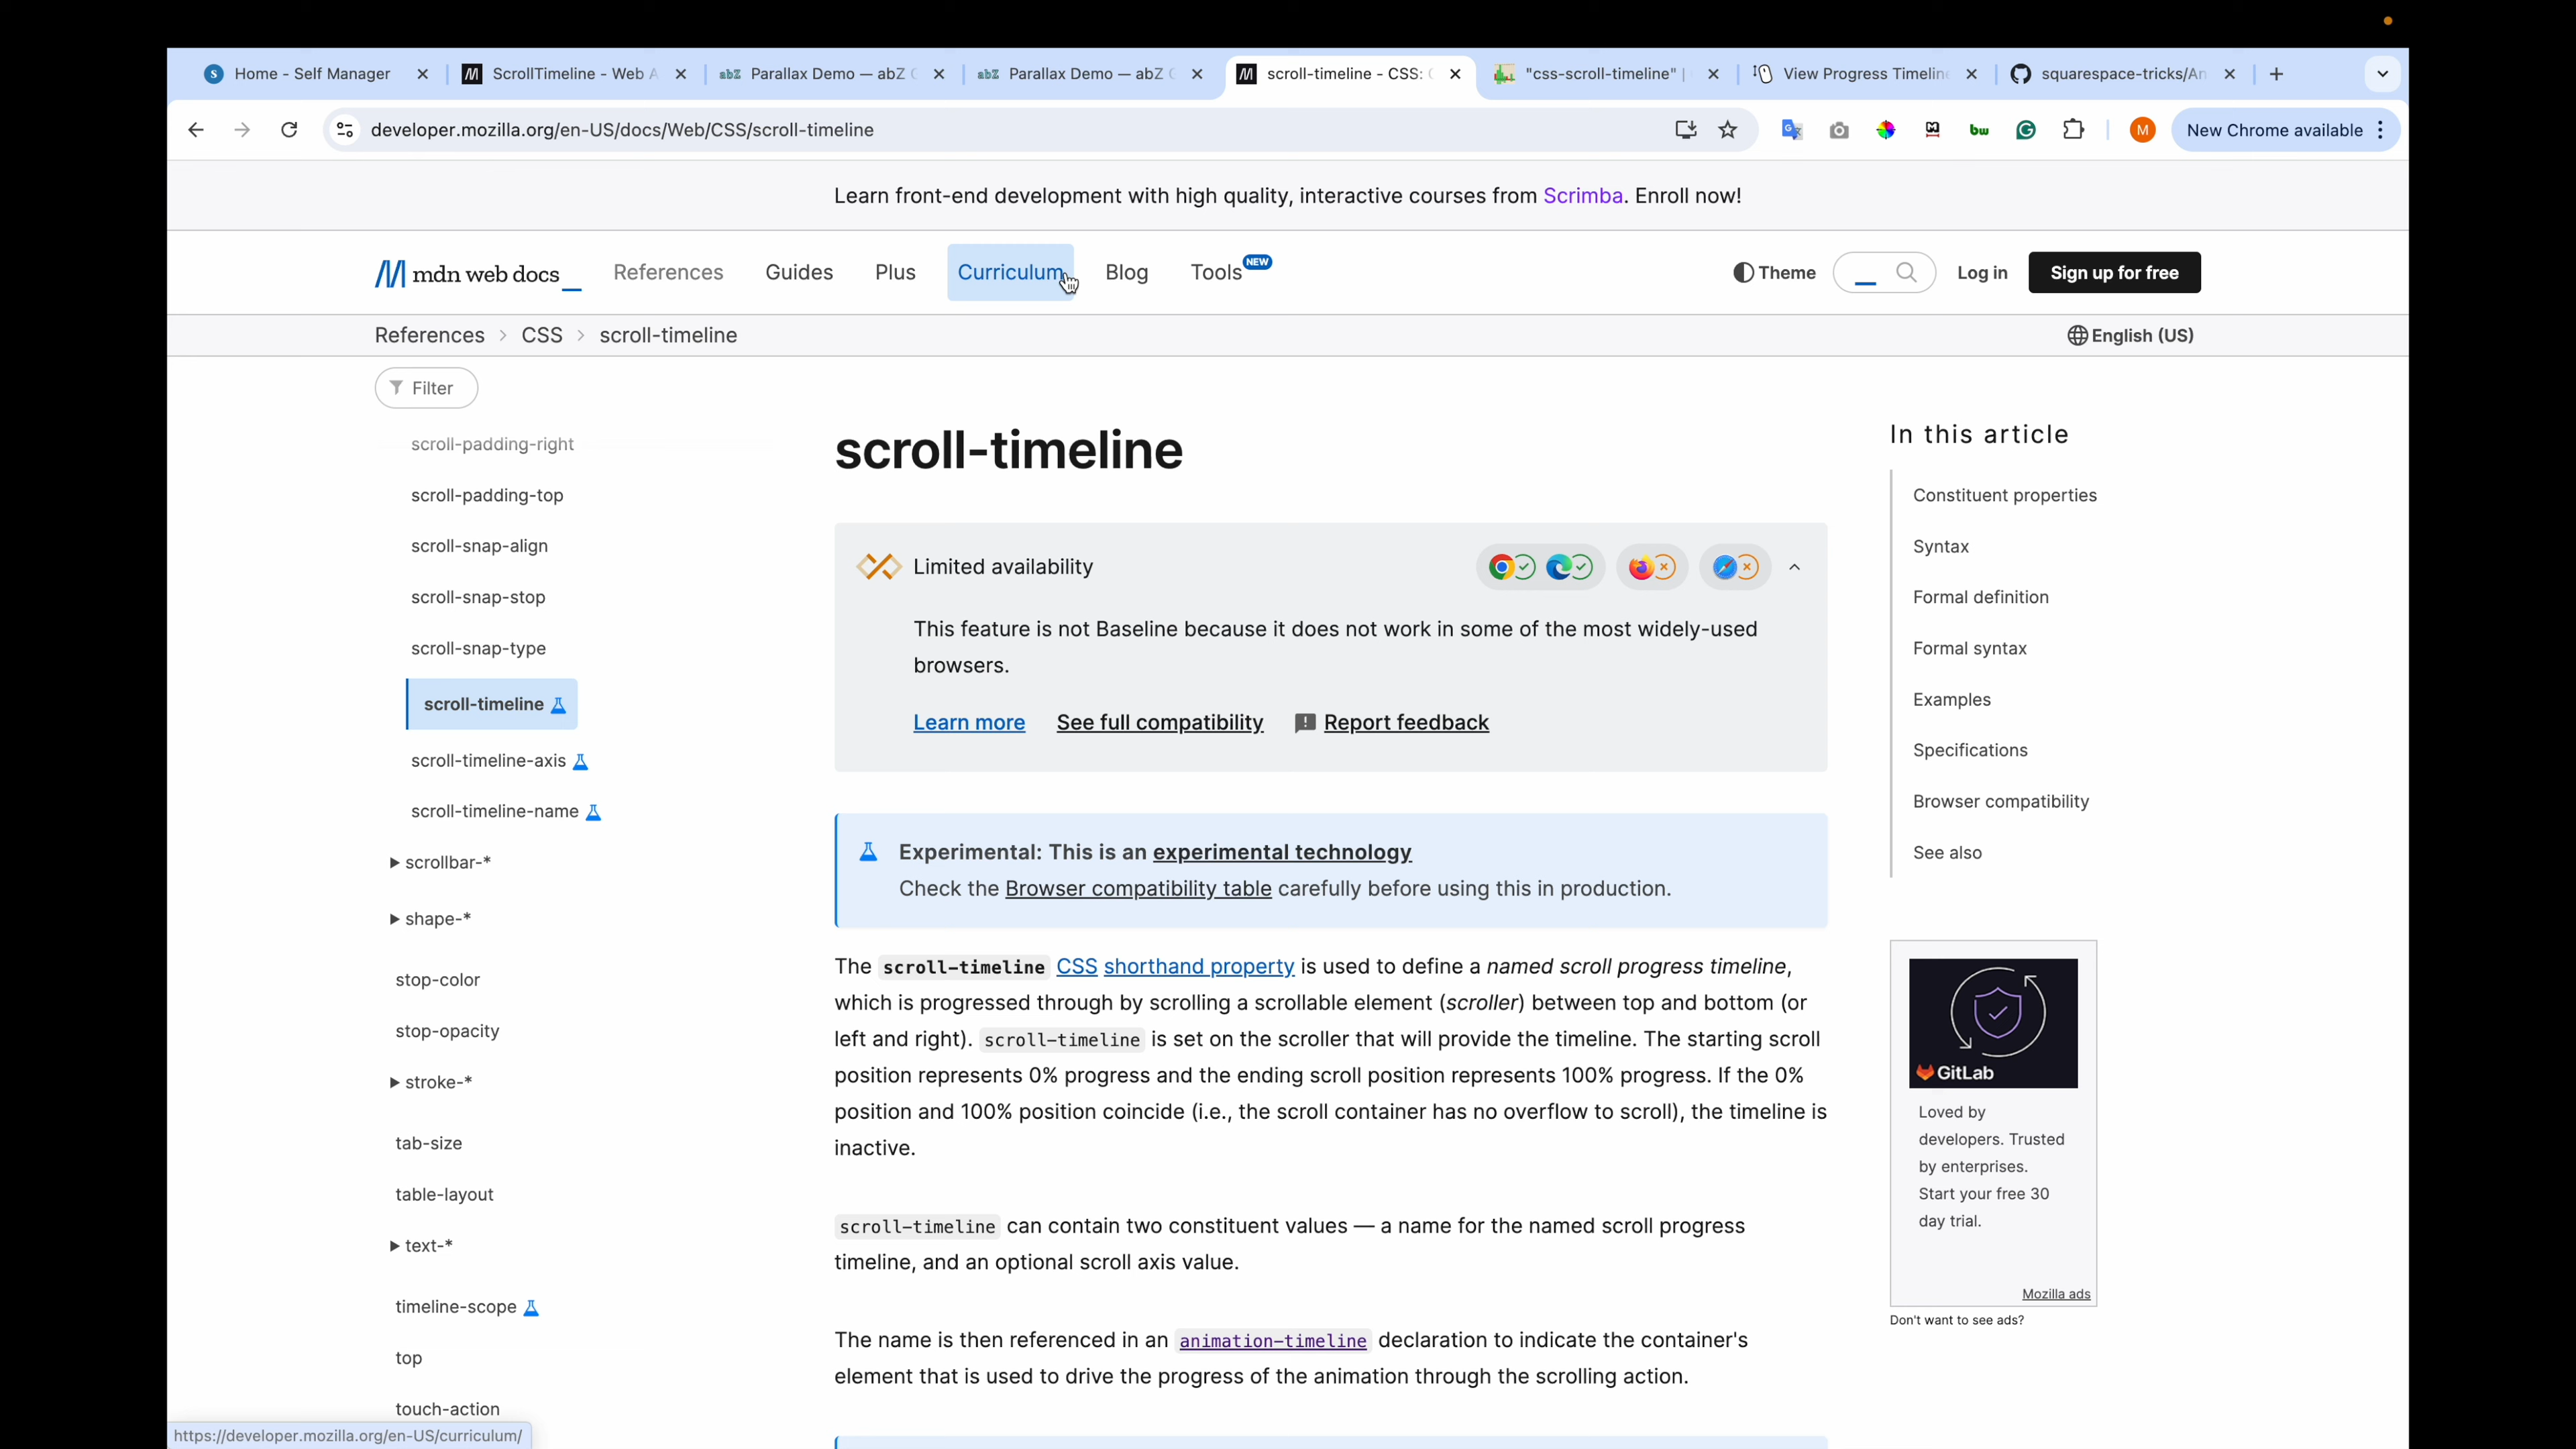 Home - Self Manager
ScrollTimeline - Web A
Parallax Demo — abZ
Parallax Demo — abZ
scroll-timeline - CSS:
"css-scroll-timeline" |
View Progress Timeline
squarespace-tricks/An
developer.mozilla.org/en-US/docs/Web/CSS/scroll-timeline
bw
M
New Chrome available
Learn front-end development with high quality, interactive courses from Scrimba. Enroll now!
mdn web docs_
References
Guides
Plus
Curriculum
Blog
Tools NEW
Theme
Log in
Sign up for free
References > CSS > scroll-timeline
English (US)
Filter
scroll-padding-right
scroll-padding-top
scroll-snap-align
scroll-snap-stop
scroll-snap-type
scroll-timeline
scroll-timeline-axis
scroll-timeline-name
scrollbar-*
shape-*
stop-color
stop-opacity
stroke-*
tab-size
table-layout
text-*
timeline-scope
top
touch-action
https://developer.mozilla.org/en-US/curriculum/
scroll-timeline
Limited availability
This feature is not Baseline because it does not work in some of the most widely-used
browsers.
Learn more See full compatibility Report feedback
Experimental: This is an experimental technology
Check the Browser compatibility table carefully before using this in production.
The scroll-timeline CSS shorthand property is used to define a named scroll progress timeline,
which is progressed through by scrolling a scrollable element (scroller) between top and bottom (or
left and right). scroll-timeline is set on the scroller that will provide the timeline. The starting scroll
position represents 0% progress and the ending scroll position represents 100% progress. If the 0%
position and 100% position coincide (i.e., the scroll container has no overflow to scroll), the timeline is
inactive.
scroll-timeline can contain two constituent values — a name for the named scroll progress
timeline, and an optional scroll axis value.
The name is then referenced in an animation-timeline declaration to indicate the container's
element that is used to drive the progress of the animation through the scrolling action.
In this article
Constituent properties
Syntax
Formal definition
Formal syntax
Examples
Specifications
Browser compatibility
See also
GitLab
Loved by
developers. Trusted
by enterprises.
Start your free 30
day trial.
Mozilla ads
Don't want to see ads?